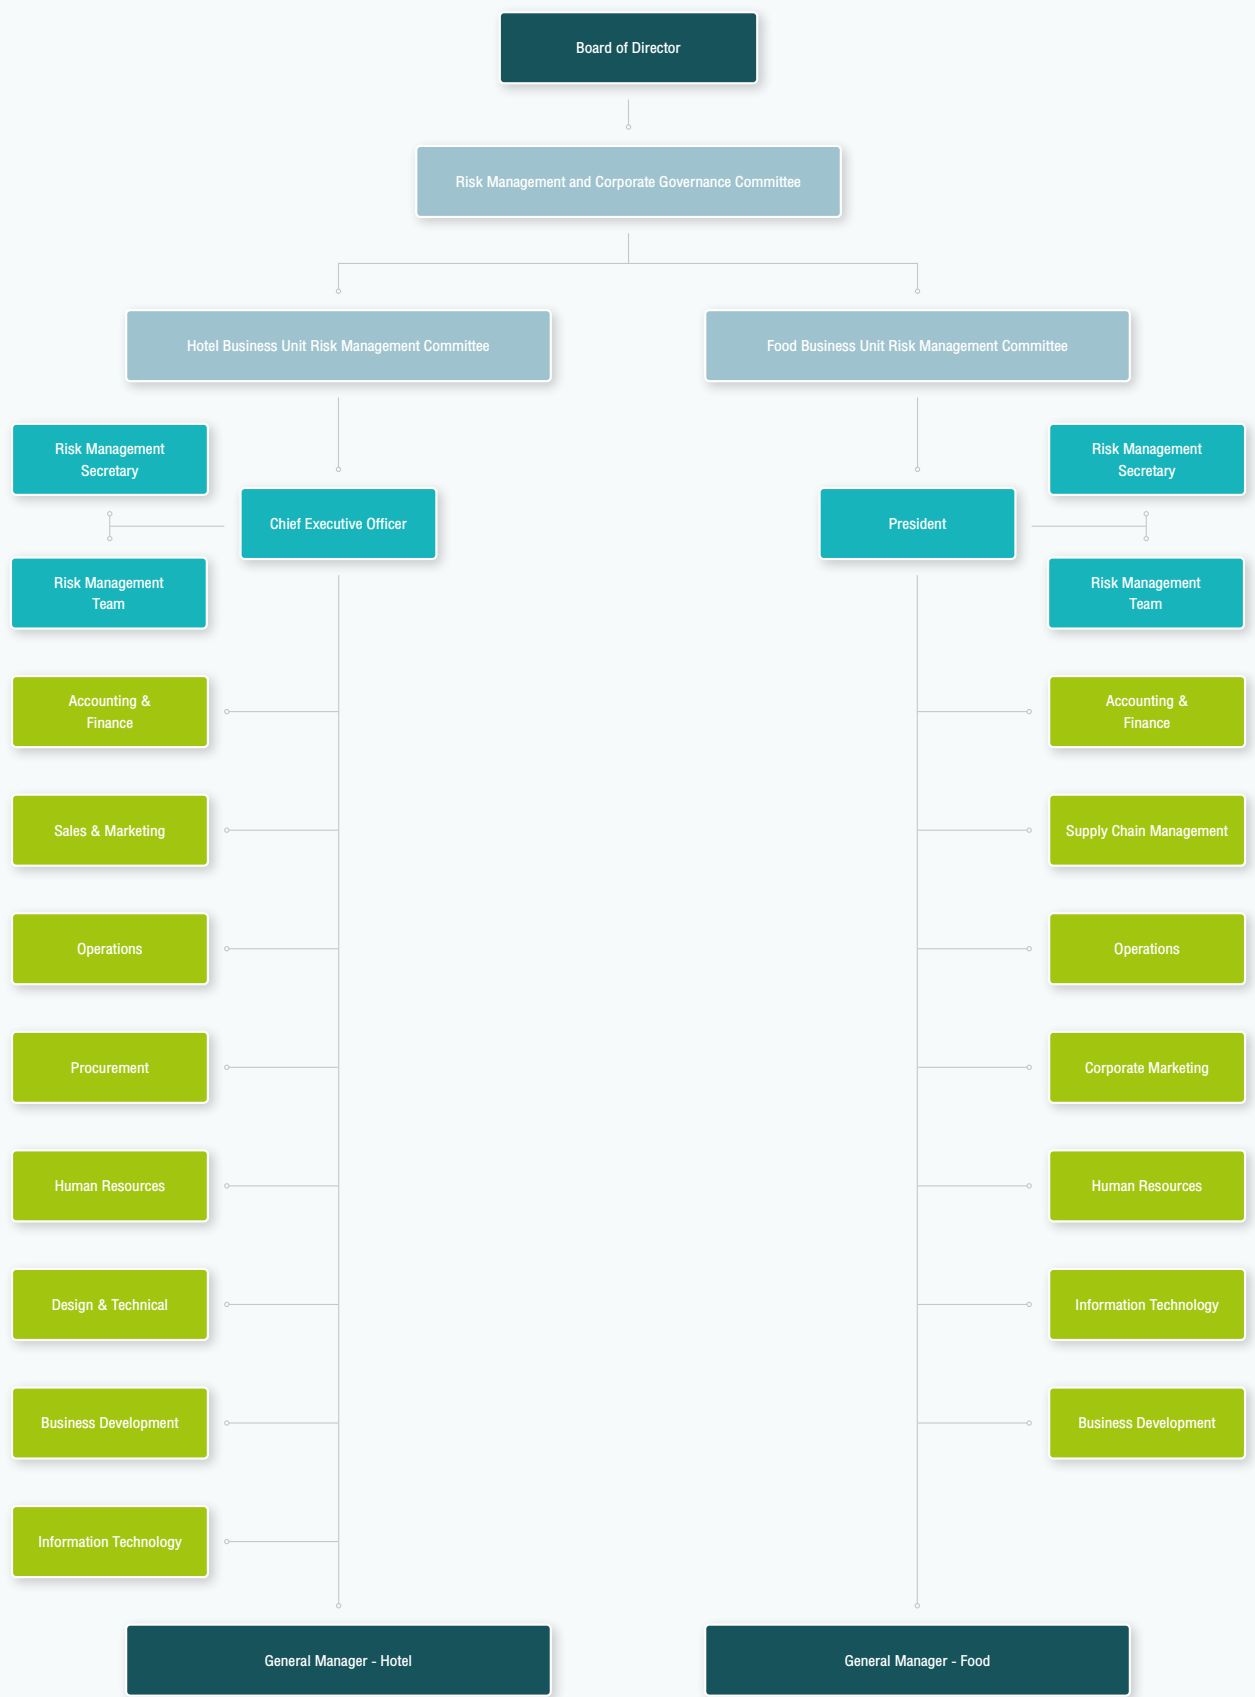 Board of Director
Risk Management and Corporate Governance Committee
Hotel Business Unit Risk Management Committee
Food Business Unit Risk Management Committee
Risk Management
Secretary
Risk Management
Secretary
Chief Executive Officer
President
Risk Management
Team
Risk Management
Team
Accounting &
Finance
Accounting &
Finance
Sales & Marketing
Supply Chain Management
Operations
Operations
Procurement
Corporate Marketing
Human Resources
Human Resources
Design & Technical
Information Technology
Business Development
Business Development
Information Technology
General Manager - Hotel
General Manager - Food